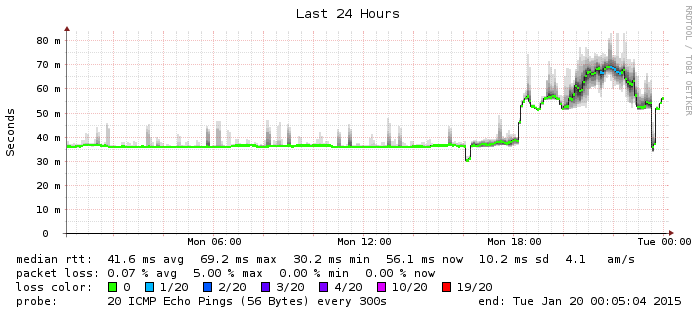 Last 24 Hours
RRDTOOL / TOBI OETIKER
Seconds
80 m
70 m
60 m
50 m
40 m
30 m
20 m
10 m
0
Mon 06:00 Mon 12:00 Mon 18:00 Tue 00:00
median rtt: 41.6 ms avg 69.2 ms max 30.2 ms min 56.1 ms now 10.2 ms sd 4.1 am/s
packet loss: 0.07 % avg 5.00 % max 0.00 % min 0.00 % now
loss color: 0 1/20 2/20 3/20 4/20 10/20 19/20
probe: 20 ICMP Echo Pings (56 Bytes) every 300s end: Tue Jan 20 00:05:04 2015